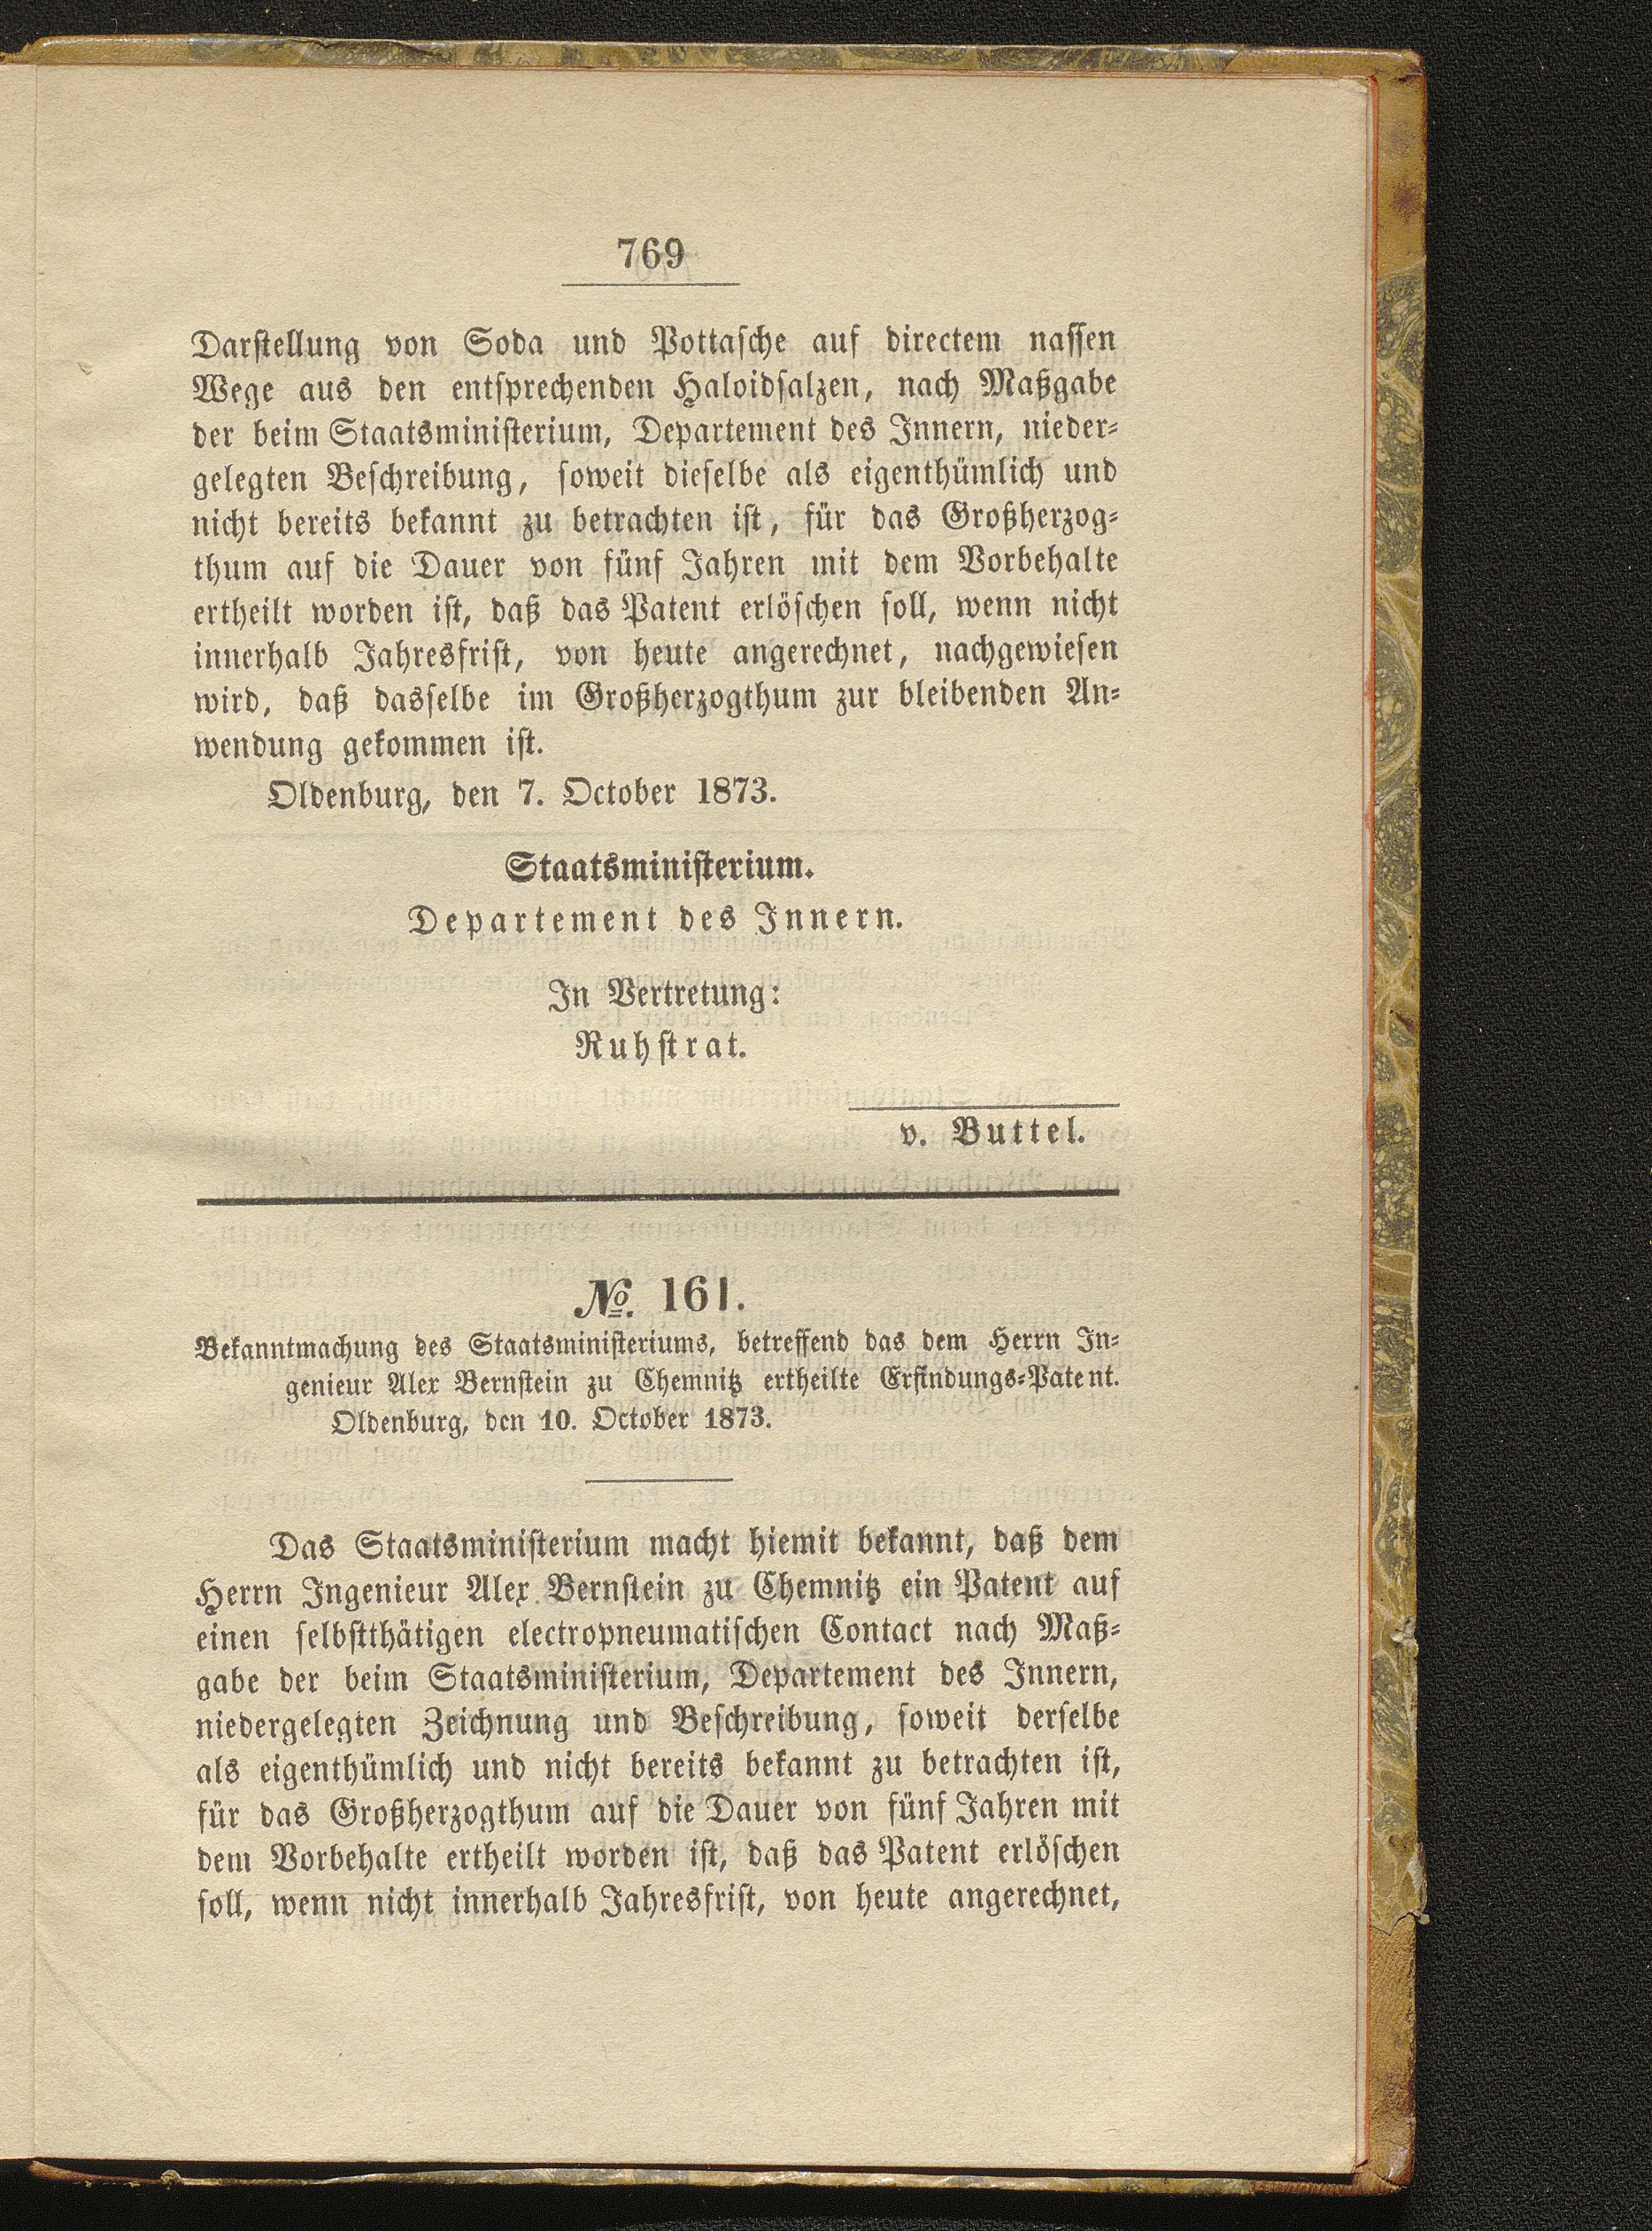 769
Darstellung von Soda und Pottasche auf directem nassen
Wege aus den entsprechenden Haloidsalzen, nach Maßgabe
der beim Staatsministerium, Departement des Innern, nieder-
gelegten Beschreibung, soweit dieselbe als eigenthümlich und
nicht bereits bekannt zu betrachten ist, für das Großherzog-
thum auf die Dauer von fünf Jahren mit dem Vorbehalte
ertheilt worden ist, daß das Patent erlöschen soll, wenn nicht
innerhalb Jahresfrist, von heute angerechnet, nachgewiesen
wird, daß dasselbe im Großherzogthum zur bleibenden An-
wendung gekommen ist.
Oldenburg, den 7. October 1873.
Staatsministerium.
Departement des Innern.
In Vertretung:
Ruhstrat.
v. Buttel.
No. 161.
Bekanntmachung des Staatsministeriums, betreffend das dem Herrn In-
genieur Alex Bernstein zu Chemnitz ertheilte Erfindungs-Patent.
Oldenburg, den 10. October 1873.
Das Staatsministerium macht hiemit bekannt, daß dem
Herrn Ingenieur Alex Bernstein zu Chemnitz ein Patent auf
einen selbstthätigen electropneumatischen Contact nach Maß-
gabe der beim Staatsministerium, Departement des Innern,
niedergelegten Zeichnung und Beschreibung, soweit derselbe
als eigenthümlich und nicht bereits bekannt zu betrachten ist,
für das Großherzogthum auf die Dauer von fünf Jahren mit
dem Vorbehalte ertheilt worden ist, daß das Patent erlöschen
soll, wenn nicht innerhalb Jahresfrist, von heute angerechnet,